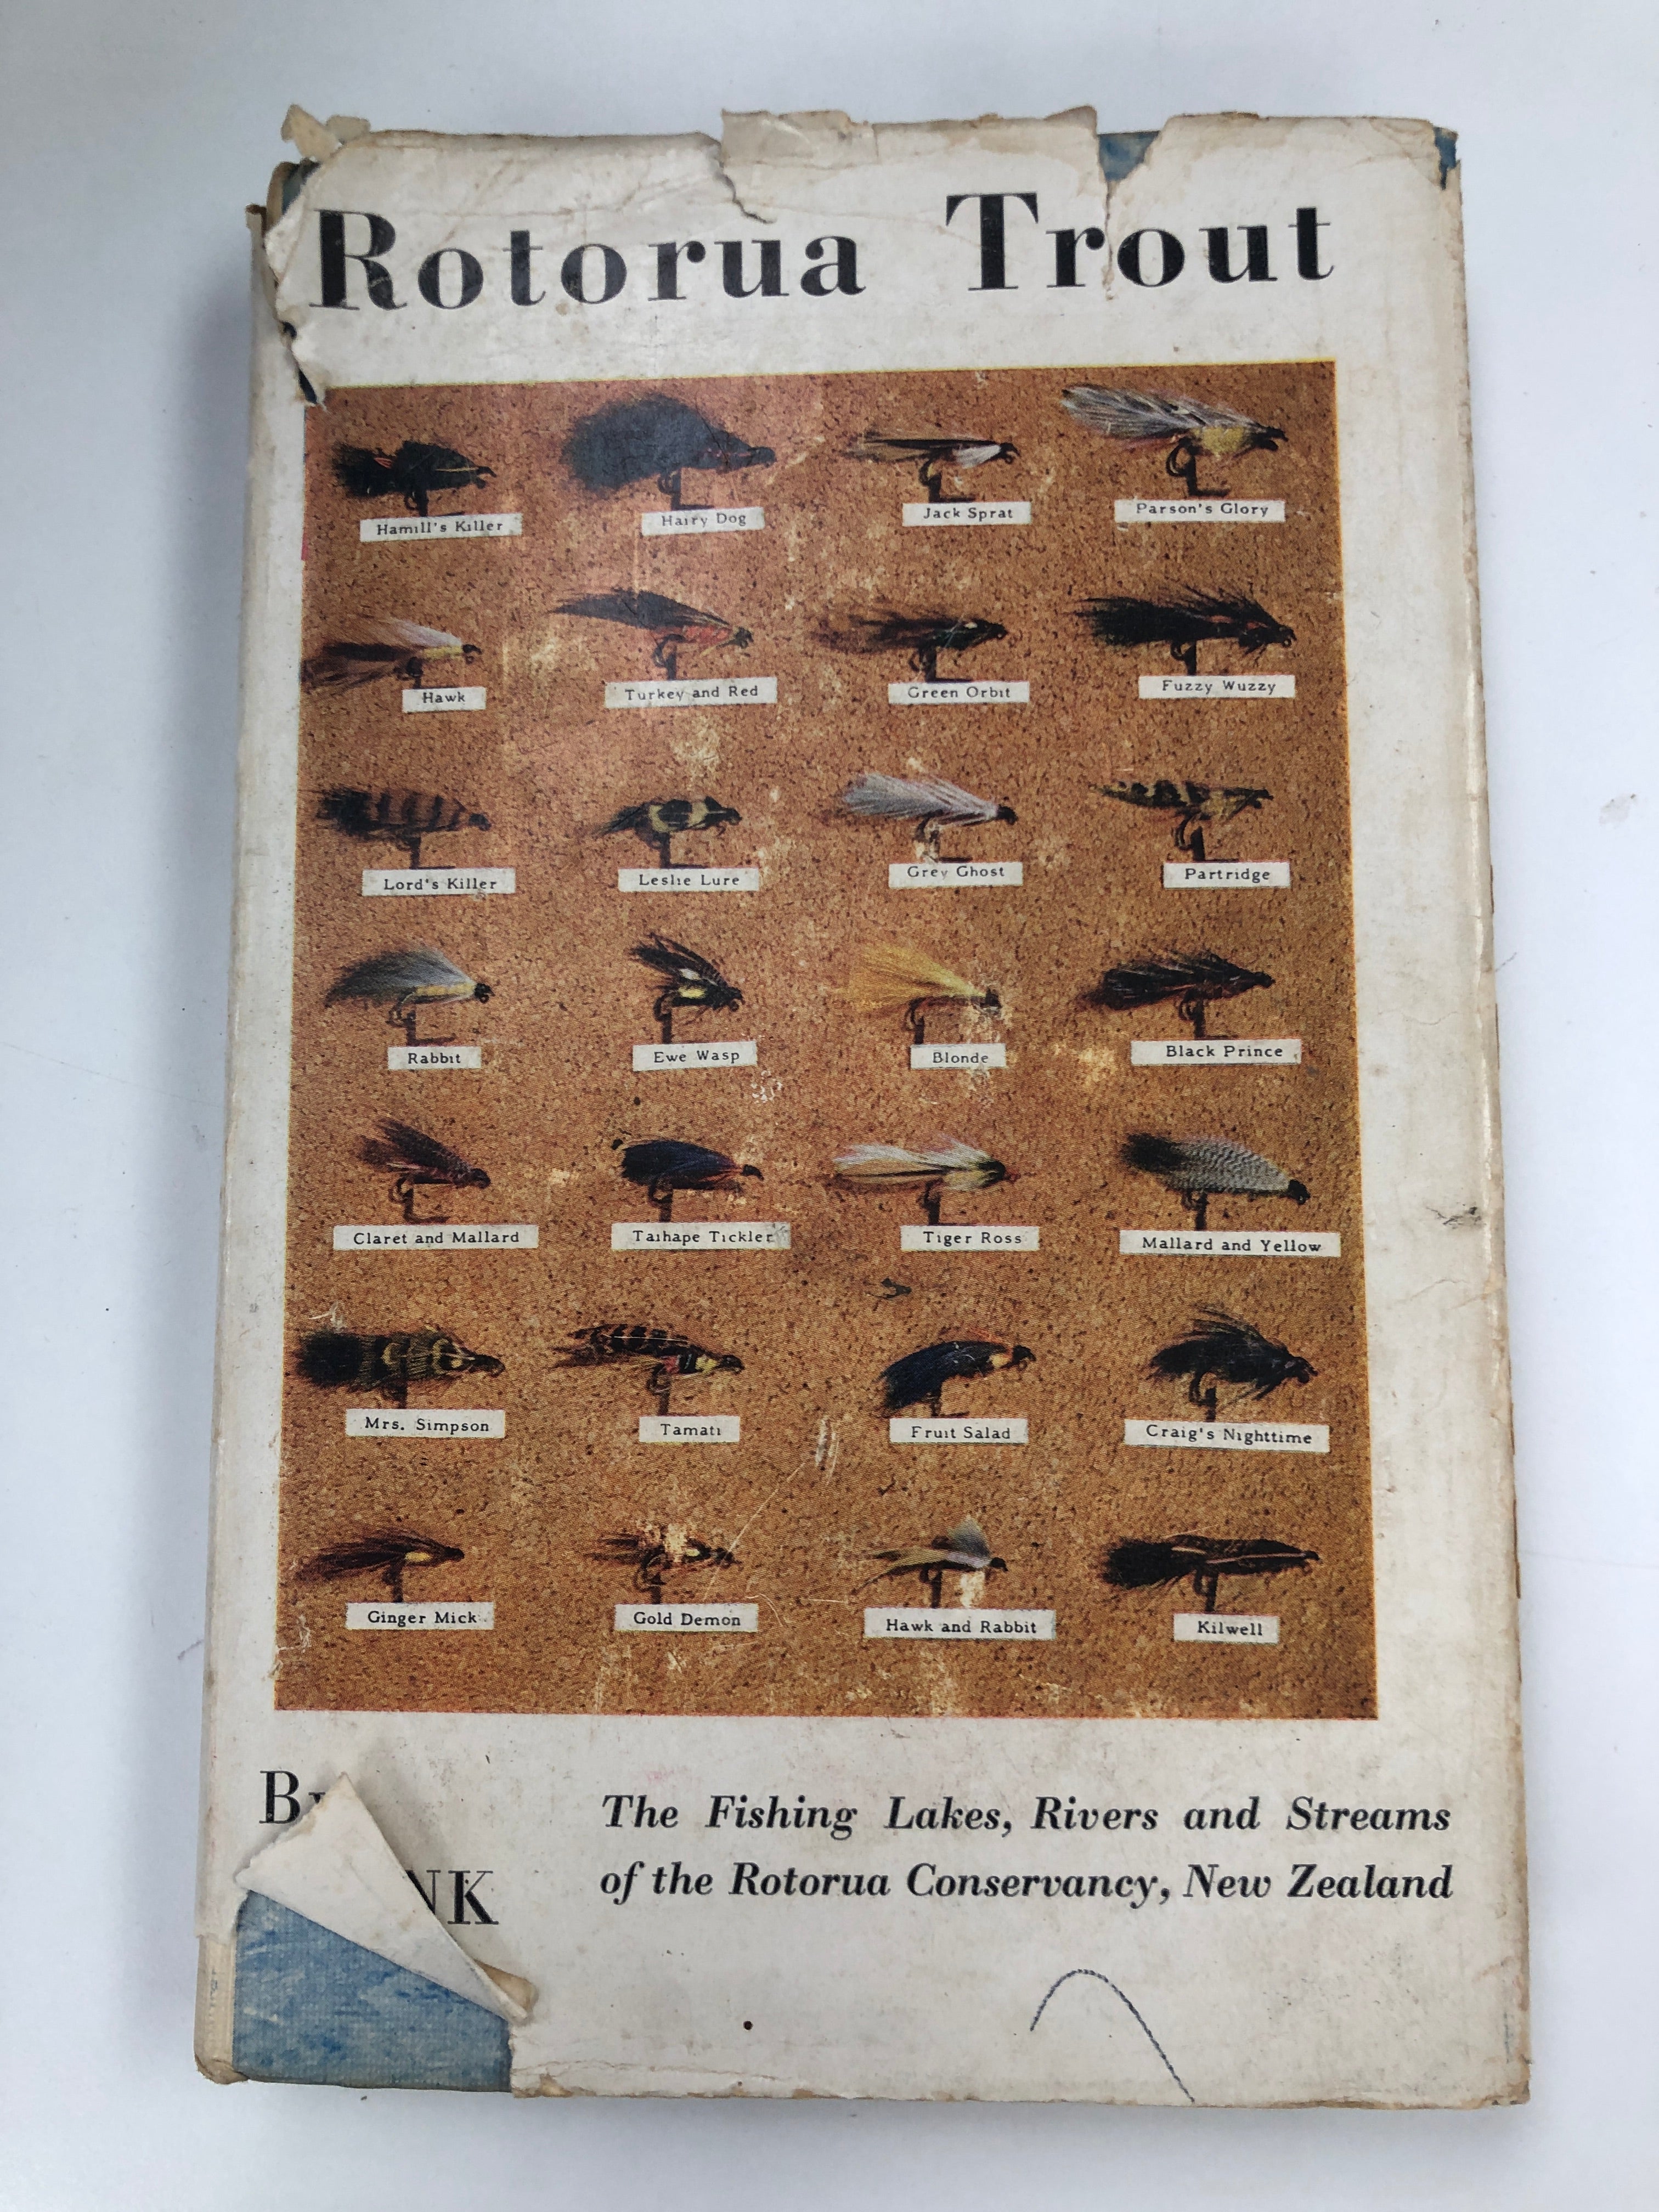 Rotorua Trout
Hamill's Killer
Hairy Dog
Jack Sprat
Parson's Glory
Hawk
Turkey and Red
Green Orbit
Fuzzy Wuzzy
Lord's Killer
Leslie Lure
Grey Ghost
Partridge
Rabbit
Ewe Wasp
Blonde
Black Prince
Claret and Mallard
Taihape Tickler
Tiger Ross
Mallard and Yellow
Mrs. Simpson
Tamati
Fruit Salad
Craig's Nighttime
Ginger Mick
Gold Demon
Hawk and Rabbit
Kilwell
The Fishing Lakes, Rivers and Streams
of the Rotorua Conservancy, New Zealand